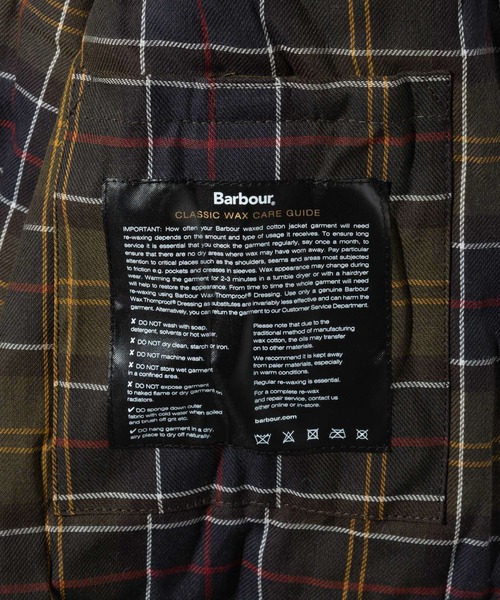 Barbour®
CLASSIC WAX CARE GUIDE
IMPORTANT: How often your Barbour waxed cotton jacket garment will need
re-waxing depends on the amount and type of usage it receives. To ensure long
service it is essential that you check the garment regularly, say once a month, to
ensure that there are no dry areas where wax may have worn away. Pay particular
attention to critical places such as the shoulders, seams and areas most subjected
to friction e.g. pockets and creases in sleeves. Wax appearance may change during
wear. Warming the garment for 2-3 minutes in a tumble dryer or with a hairdryer
will help to restore the appearance. From time to time the whole garment will need
re-waxing using Barbour Wax Thornproof® Dressing. Use only a genuine Barbour
Wax Thornproof® Dressing as substitutes are invariably less effective and can harm the
garment. Alternatively, you can return the garment to our Customer Service Department.
✘ DO NOT wash with soap,
detergent, solvents or hot water.
✘ DO NOT dry clean, starch or iron.
✘ DO NOT machine wash.
✘ DO NOT store wet garment
in a confined area.
✘ DO NOT expose garment
to naked flame or dry garment on
radiators.
✔ DO sponge down outer
fabric with cold water when soiled
and brush off grit etc.
✔ DO hang garment in a dry,
airy place to dry off naturally.
Please note that due to the
traditional method of manufacturing
wax cotton, the oils may transfer
on to other materials.
We recommend it is kept away
from paler materials, especially
in warm conditions.
Regular re-waxing is essential.
For a complete re-wax
and repair service, contact us
either online or in-store.
barbour.com